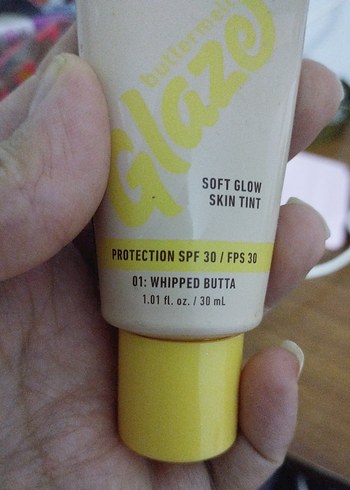 buttermelt
Glaze
SOFT GLOW
SKIN TINT
PROTECTION SPF 30 / FPS 30
01: WHIPPED BUTTA
1.01 fl. oz. / 30 mL